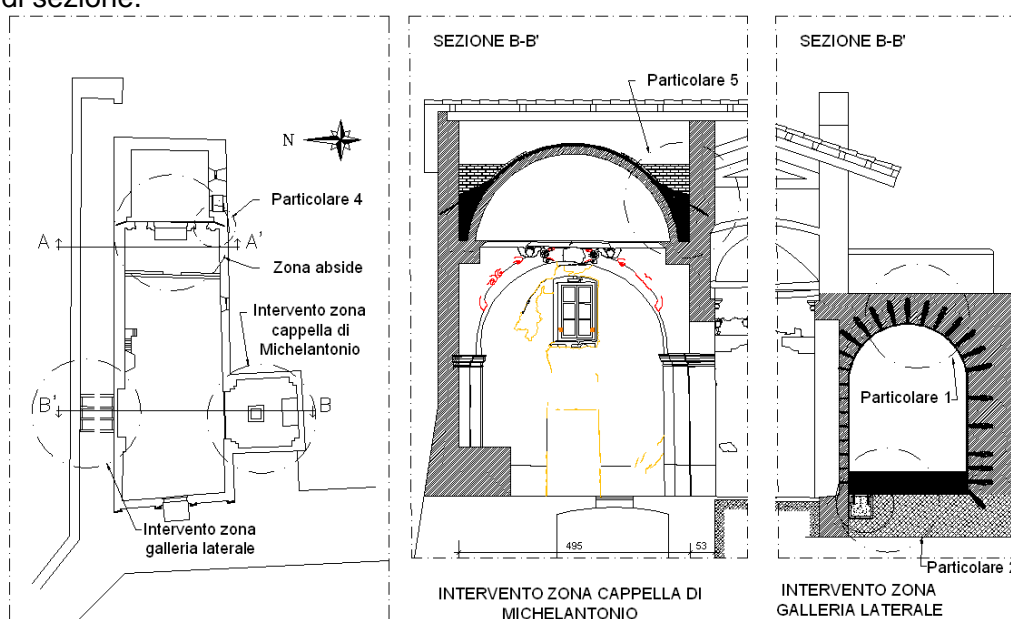 di sezione.
N
Particolare 4
A
A'
Zona abside
Intervento zona
cappella di
Michelantonio
B'
B
Intervento zona
galleria laterale
SEZIONE B-B'
Particolare 5
495
53
INTERVENTO ZONA CAPPELLA DI
MICHELANTONIO
SEZIONE B-B'
Particolare 1
Particolare 2
INTERVENTO ZONA
GALLERIA LATERALE